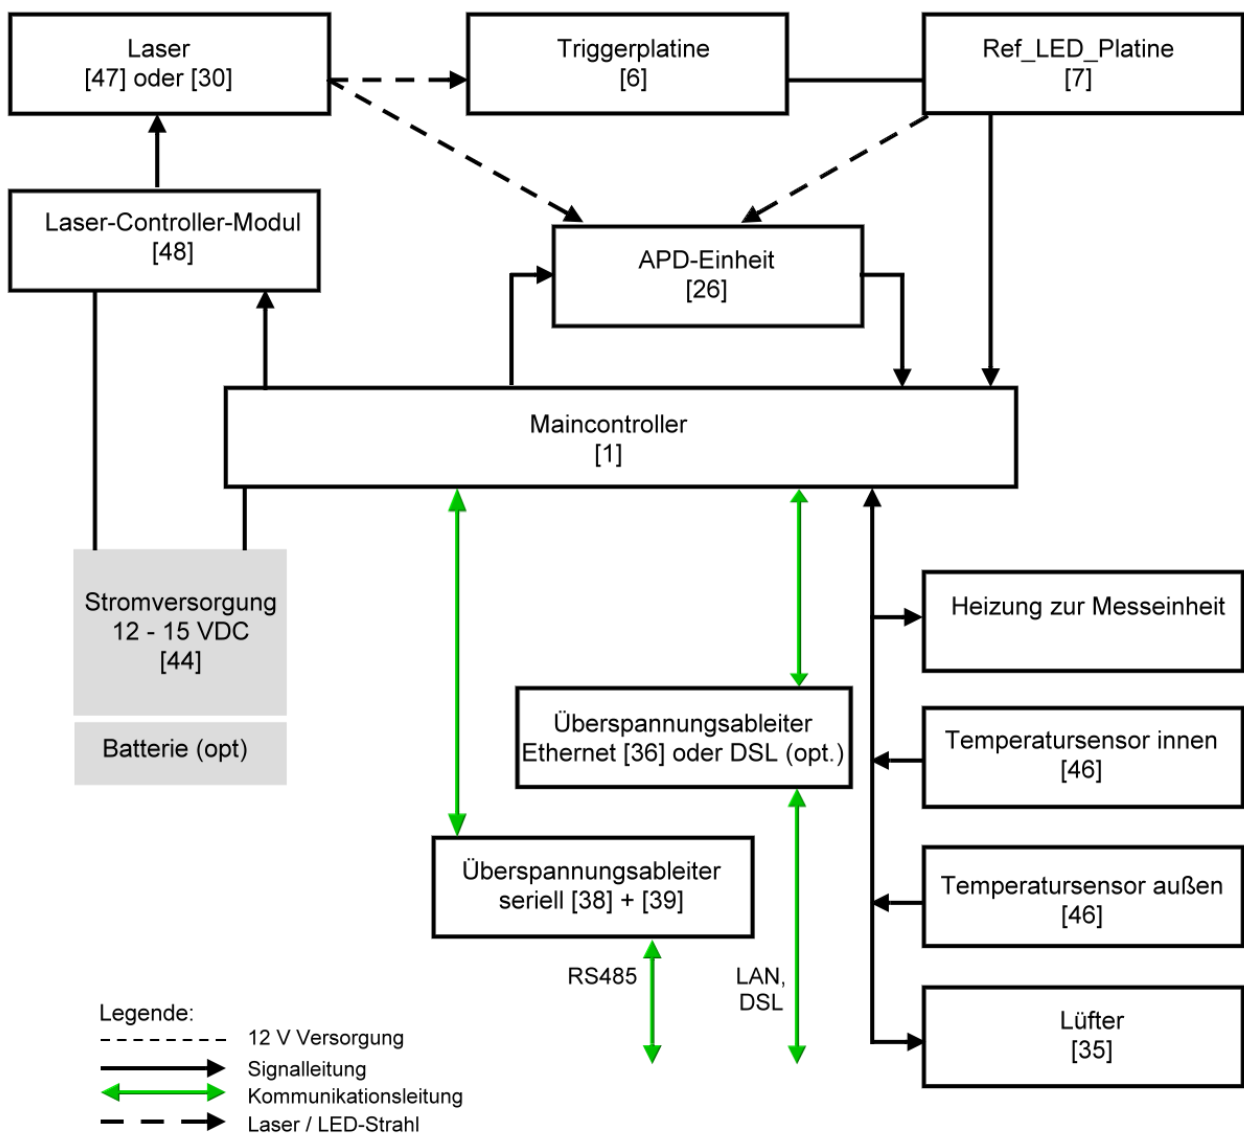 Laser
[47] oder [30]
Triggerplatine
[6]
Ref_LED_Platine
[7]
Laser-Controller-Modul
[48]
APD-Einheit
[26]
Maincontroller
[1]
Stromversorgung
12 - 15 VDC
[44]
Batterie (opt)
Überspannungsableiter
Ethernet [36] oder DSL (opt.)
Überspannungsableiter
seriell [38] + [39]
RS485
LAN,
DSL
Heizung zur Messeinheit
Temperatursensor innen
[46]
Temperatursensor außen
[46]
Lüfter
[35]
Legende:
12 V Versorgung
Signalleitung
Kommunikationsleitung
Laser / LED-Strahl